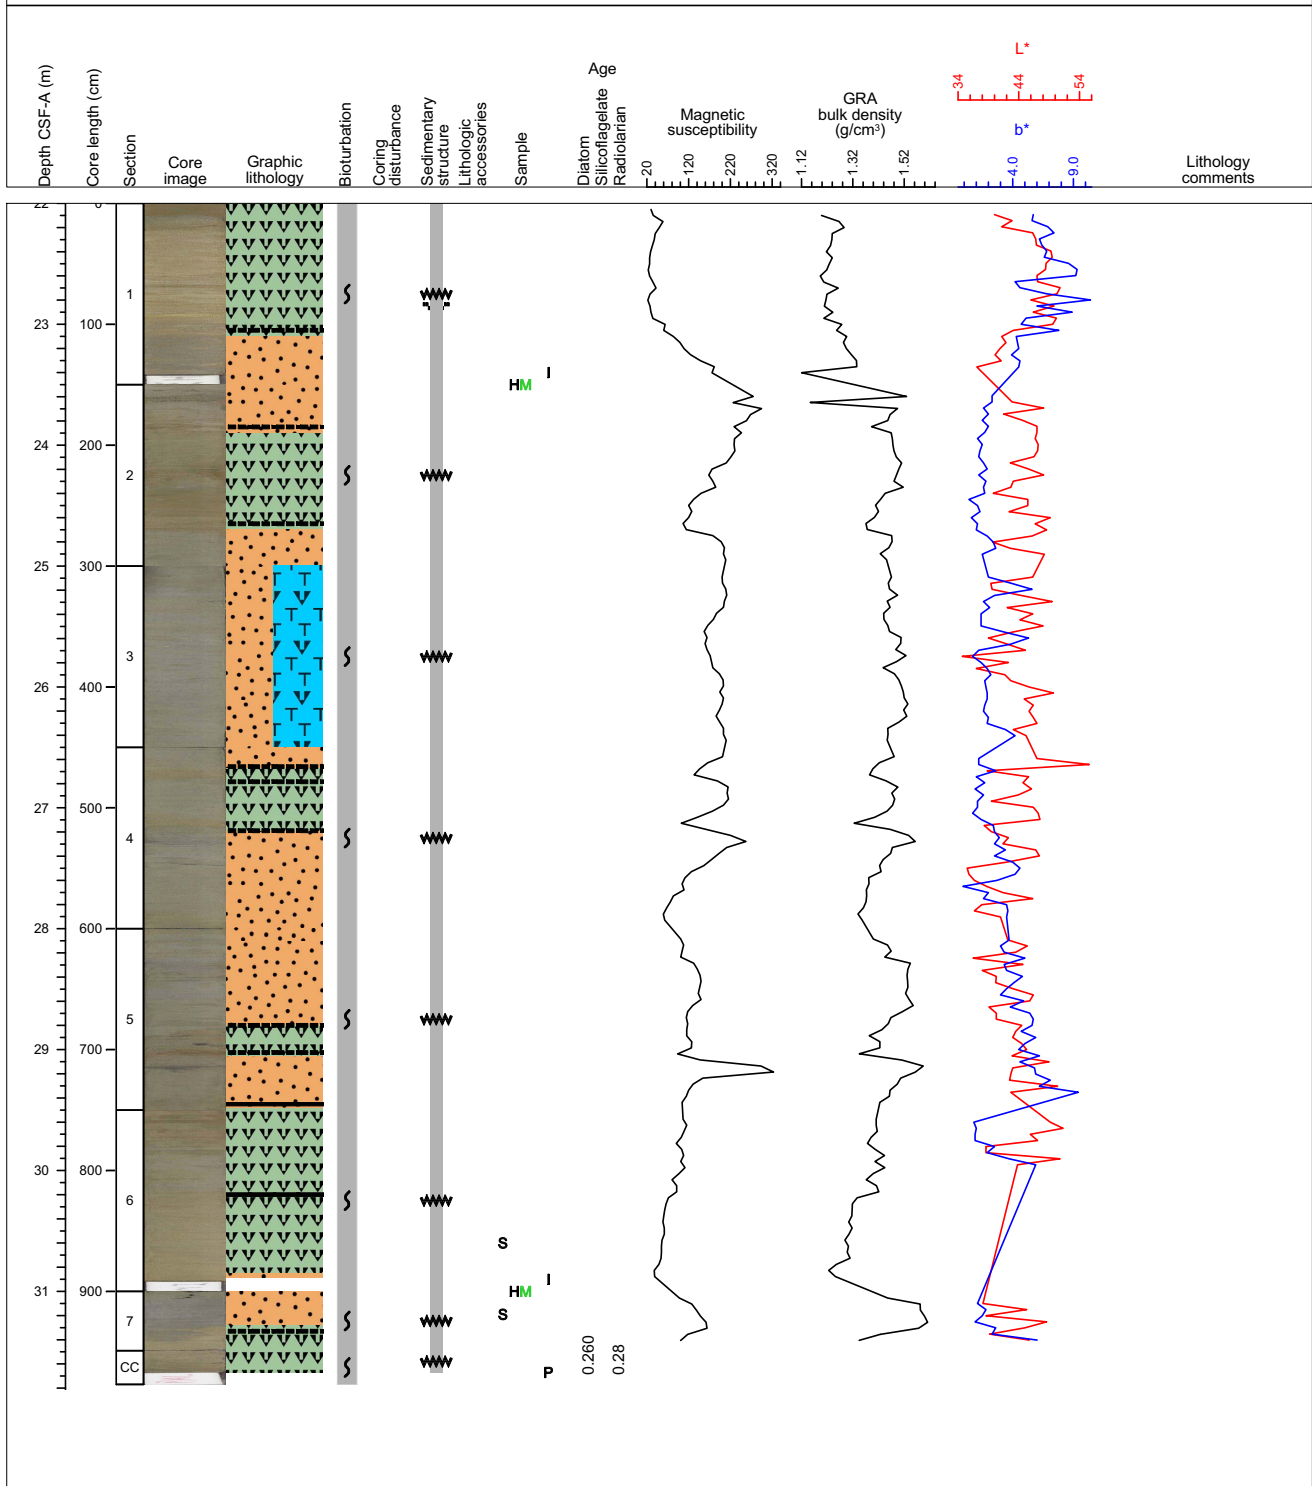 Depth CSF-A (m)
Core length (cm)
Section
Core image
Graphic lithology
Bioturbation
Coring disturbance
Sedimentary structure
Lithologic accessories
Sample
Age
Diatom
Silicoflagelate
Radiolarian
Magnetic susceptibility
20 120 220 320
GRA bulk density (g/cm³)
1.12 1.32 1.52
L*
34 44 54
b*
4.0 9.0
Lithology comments
22 0
1
23 100
I
HM
24 200
2
25 300
3
26 400
27 500
4
28 600
5
29 700
30 800
6
S
I
31 900
HM
S
7
CC
P
0.260
0.28